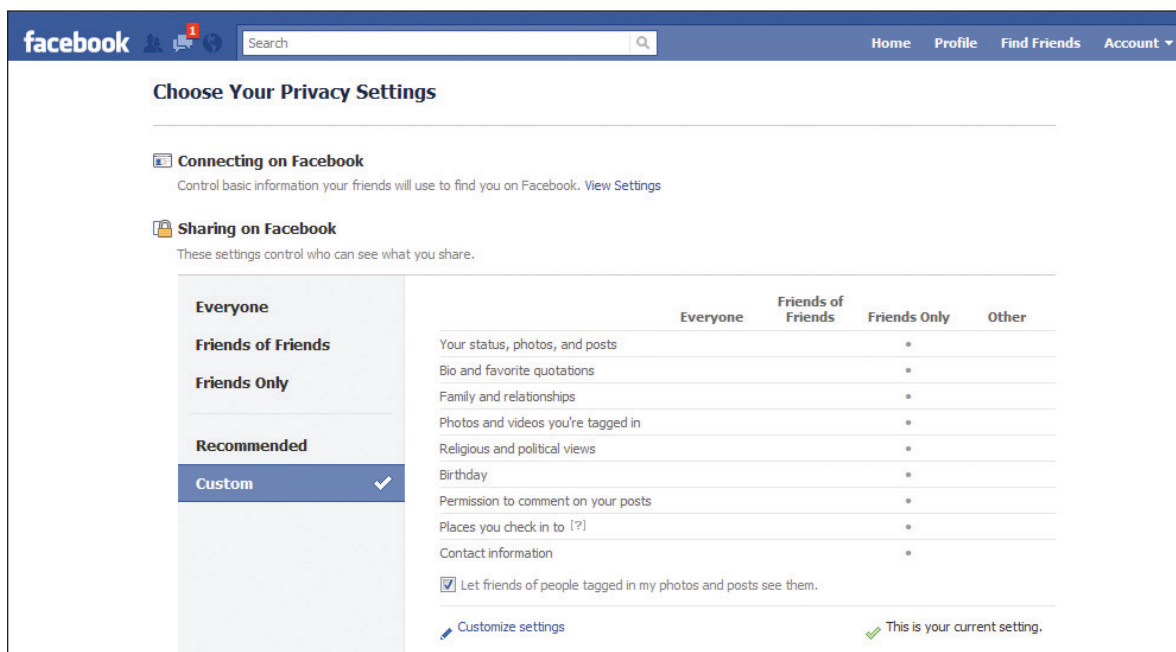 facebook
1
Search
Home Profile Find Friends Account
Choose Your Privacy Settings
Connecting on Facebook
Control basic information your friends will use to find you on Facebook. View Settings
Sharing on Facebook
These settings control who can see what you share.
Everyone
Friends of Friends
Friends Only
Recommended
Custom
Everyone Friends of Friends Friends Only Other
Your status, photos, and posts
Bio and favorite quotations
Family and relationships
Photos and videos you're tagged in
Religious and political views
Birthday
Permission to comment on your posts
Places you check in to [?]
Contact information
Let friends of people tagged in my photos and posts see them.
Customize settings
This is your current setting.